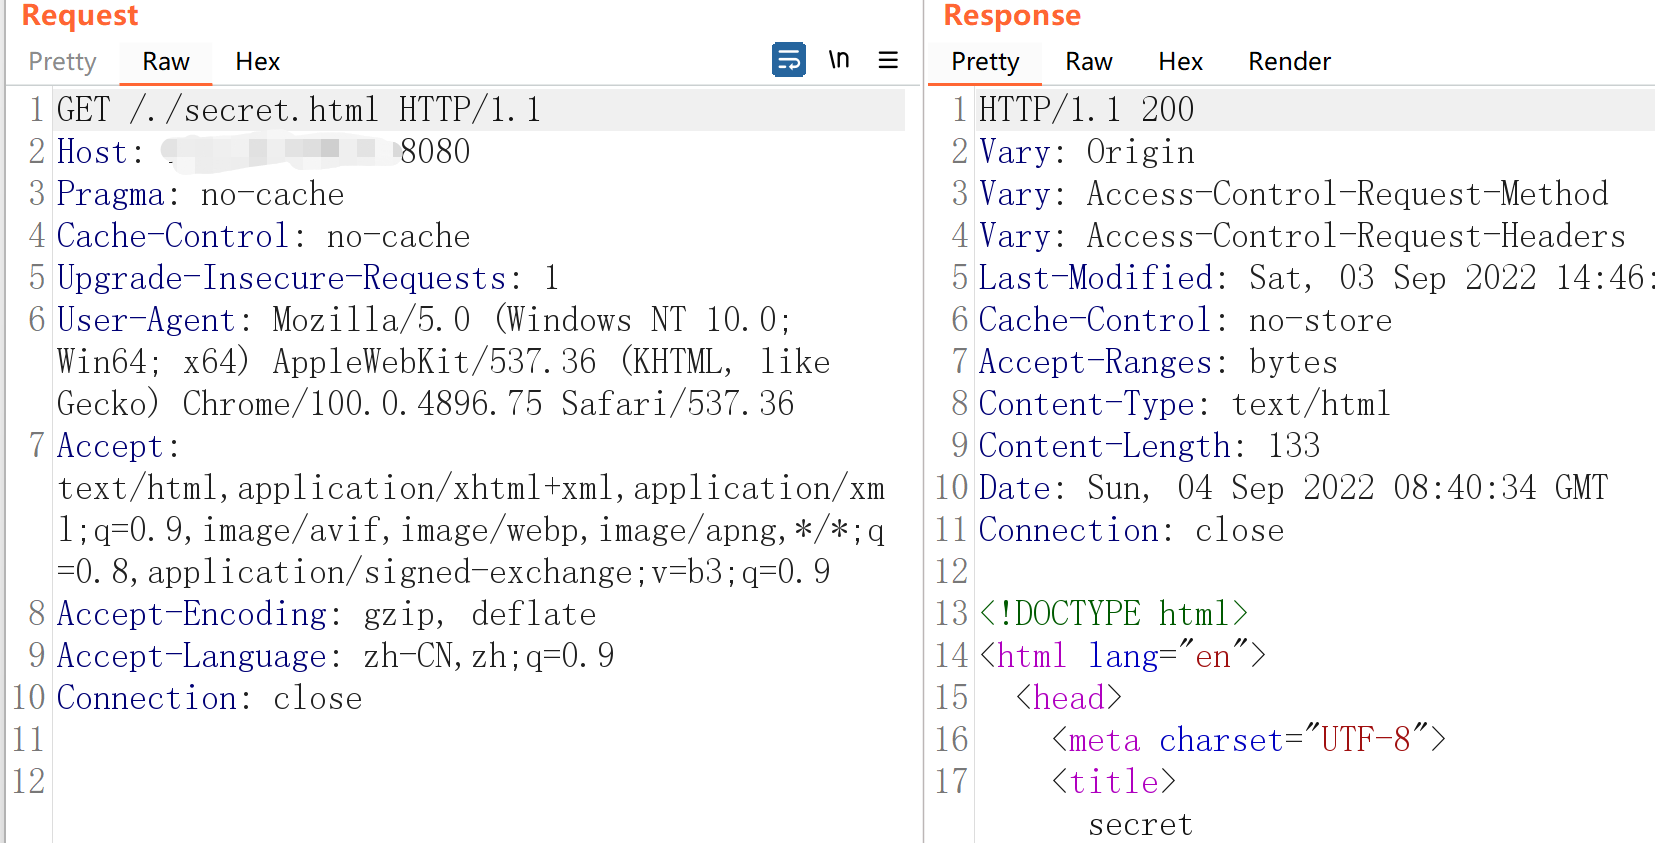 Request
Pretty Raw Hex \n
1 GET /./secret.html HTTP/1.1
2 Host: 8080
3 Pragma: no-cache
4 Cache-Control: no-cache
5 Upgrade-Insecure-Requests: 1
6 User-Agent: Mozilla/5.0 (Windows NT 10.0;
Win64; x64) AppleWebKit/537.36 (KHTML, like
Gecko) Chrome/100.0.4896.75 Safari/537.36
7 Accept:
text/html,application/xhtml+xml,application/xm
l;q=0.9,image/avif,image/webp,image/apng,*/*;q
=0.8,application/signed-exchange;v=b3;q=0.9
8 Accept-Encoding: gzip, deflate
9 Accept-Language: zh-CN,zh;q=0.9
10 Connection: close
11
12
Response
Pretty Raw Hex Render
1 HTTP/1.1 200
2 Vary: Origin
3 Vary: Access-Control-Request-Method
4 Vary: Access-Control-Request-Headers
5 Last-Modified: Sat, 03 Sep 2022 14:46:
6 Cache-Control: no-store
7 Accept-Ranges: bytes
8 Content-Type: text/html
9 Content-Length: 133
10 Date: Sun, 04 Sep 2022 08:40:34 GMT
11 Connection: close
12
13 <!DOCTYPE html>
14 <html lang="en">
15 <head>
16 <meta charset="UTF-8">
17 <title>
secret